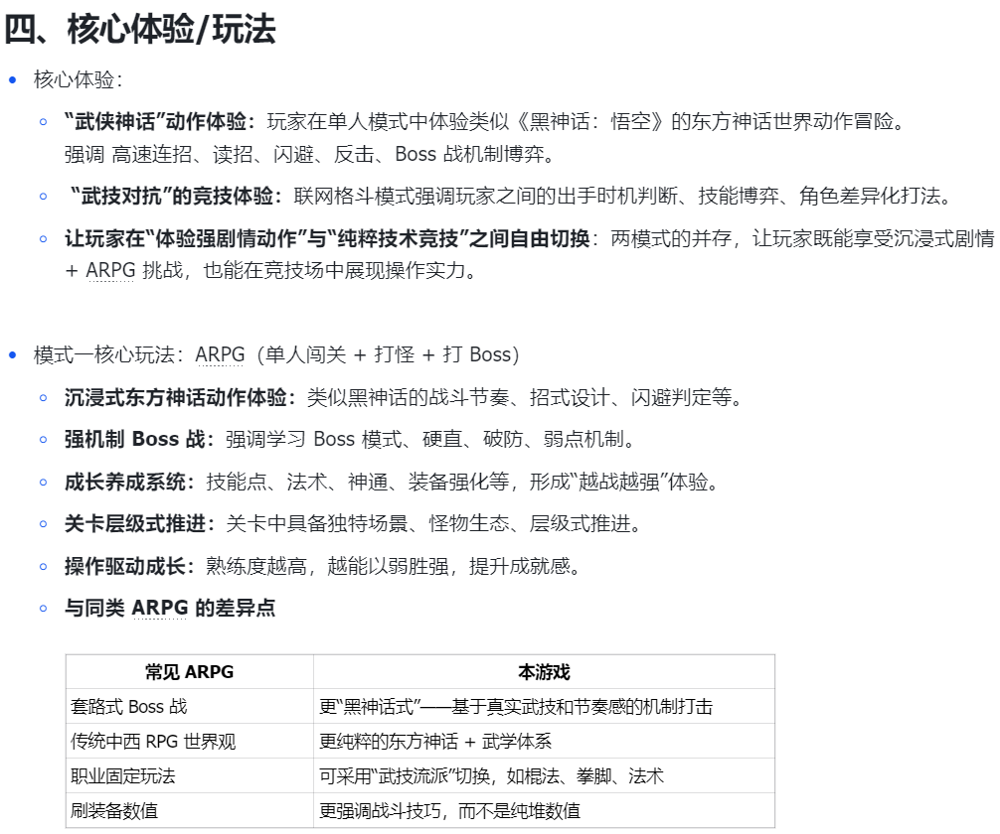 四、核心体验/玩法
核心体验：
“武侠神话”动作体验：玩家在单人模式中体验类似《黑神话：悟空》的东方神话世界动作冒险。
强调 高速连招、读招、闪避、反击、Boss 战机制博弈。
“武技对抗”的竞技体验：联网格斗模式强调玩家之间的出手时机判断、技能博弈、角色差异化打法。
让玩家在“体验强剧情动作”与“纯粹技术竞技”之间自由切换：两模式的并存，让玩家既能享受沉浸式剧情
+ ARPG 挑战，也能在竞技场中展现操作实力。
模式一核心玩法：ARPG（单人闯关 + 打怪 + 打 Boss）
沉浸式东方神话动作体验：类似黑神话的战斗节奏、招式设计、闪避判定等。
强机制 Boss 战：强调学习 Boss 模式、硬直、破防、弱点机制。
成长养成系统：技能点、法术、神通、装备强化等，形成“越战越强”体验。
关卡层级式推进：关卡中具备独特场景、怪物生态、层级式推进。
操作驱动成长：熟练度越高，越能以弱胜强，提升成就感。
与同类 ARPG 的差异点
常见 ARPG 本游戏
套路式 Boss 战 更“黑神话式”——基于真实武技和节奏感的机制打击
传统中西 RPG 世界观 更纯粹的东方神话 + 武学体系
职业固定玩法 可采用“武技流派”切换，如棍法、拳脚、法术
刷装备数值 更强调战斗技巧，而不是纯堆数值